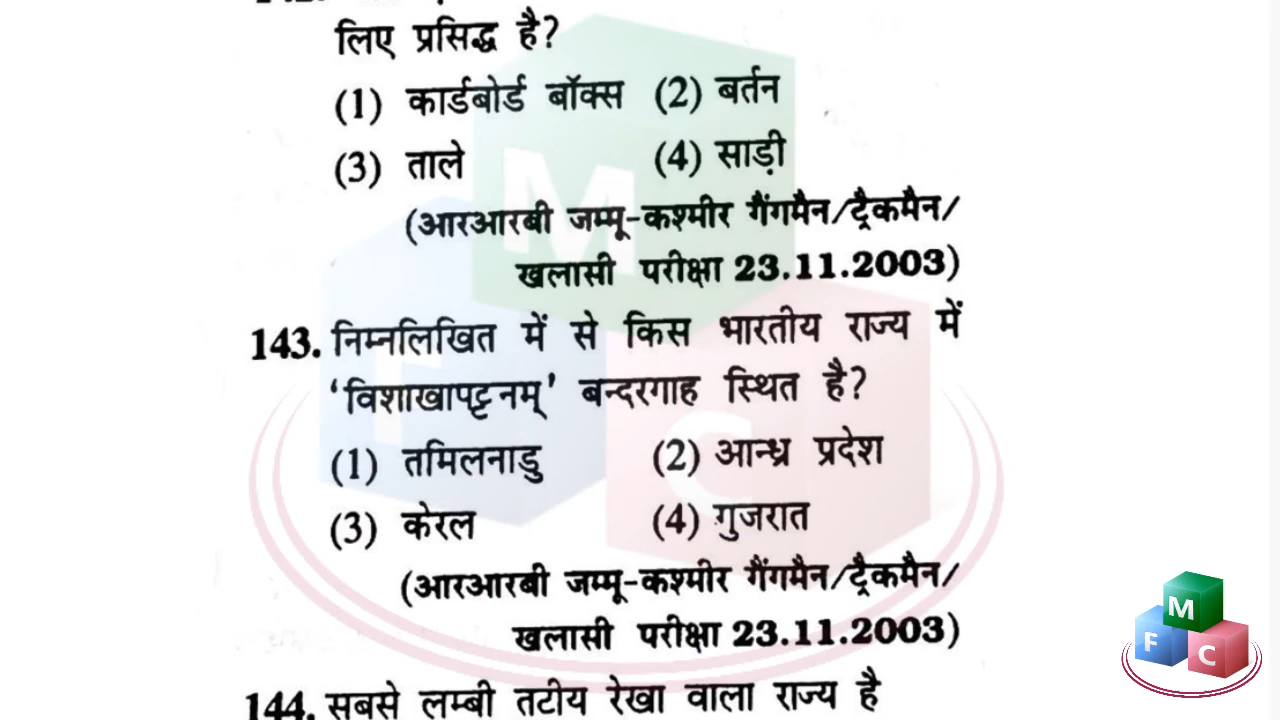 लिए प्रसिद्ध है?
(1) कार्डबोर्ड बॉक्स (2) बर्तन
(3) ताले (4) साड़ी
(आरआरबी जम्मू-कश्मीर गैंगमैन/ट्रैकमैन/
खलासी परीक्षा 23.11.2003)
143. निम्नलिखित में से किस भारतीय राज्य में
'विशाखापट्टनम्' बन्दरगाह स्थित है?
(1) तमिलनाडु (2) आन्ध्र प्रदेश
(3) केरल (4) गुजरात
(आरआरबी जम्मू-कश्मीर गैंगमैन/ट्रैकमैन/
खलासी परीक्षा 23.11.2003)
144. सबसे लम्बी तटीय रेखा वाला राज्य है
M
F C
M
F C